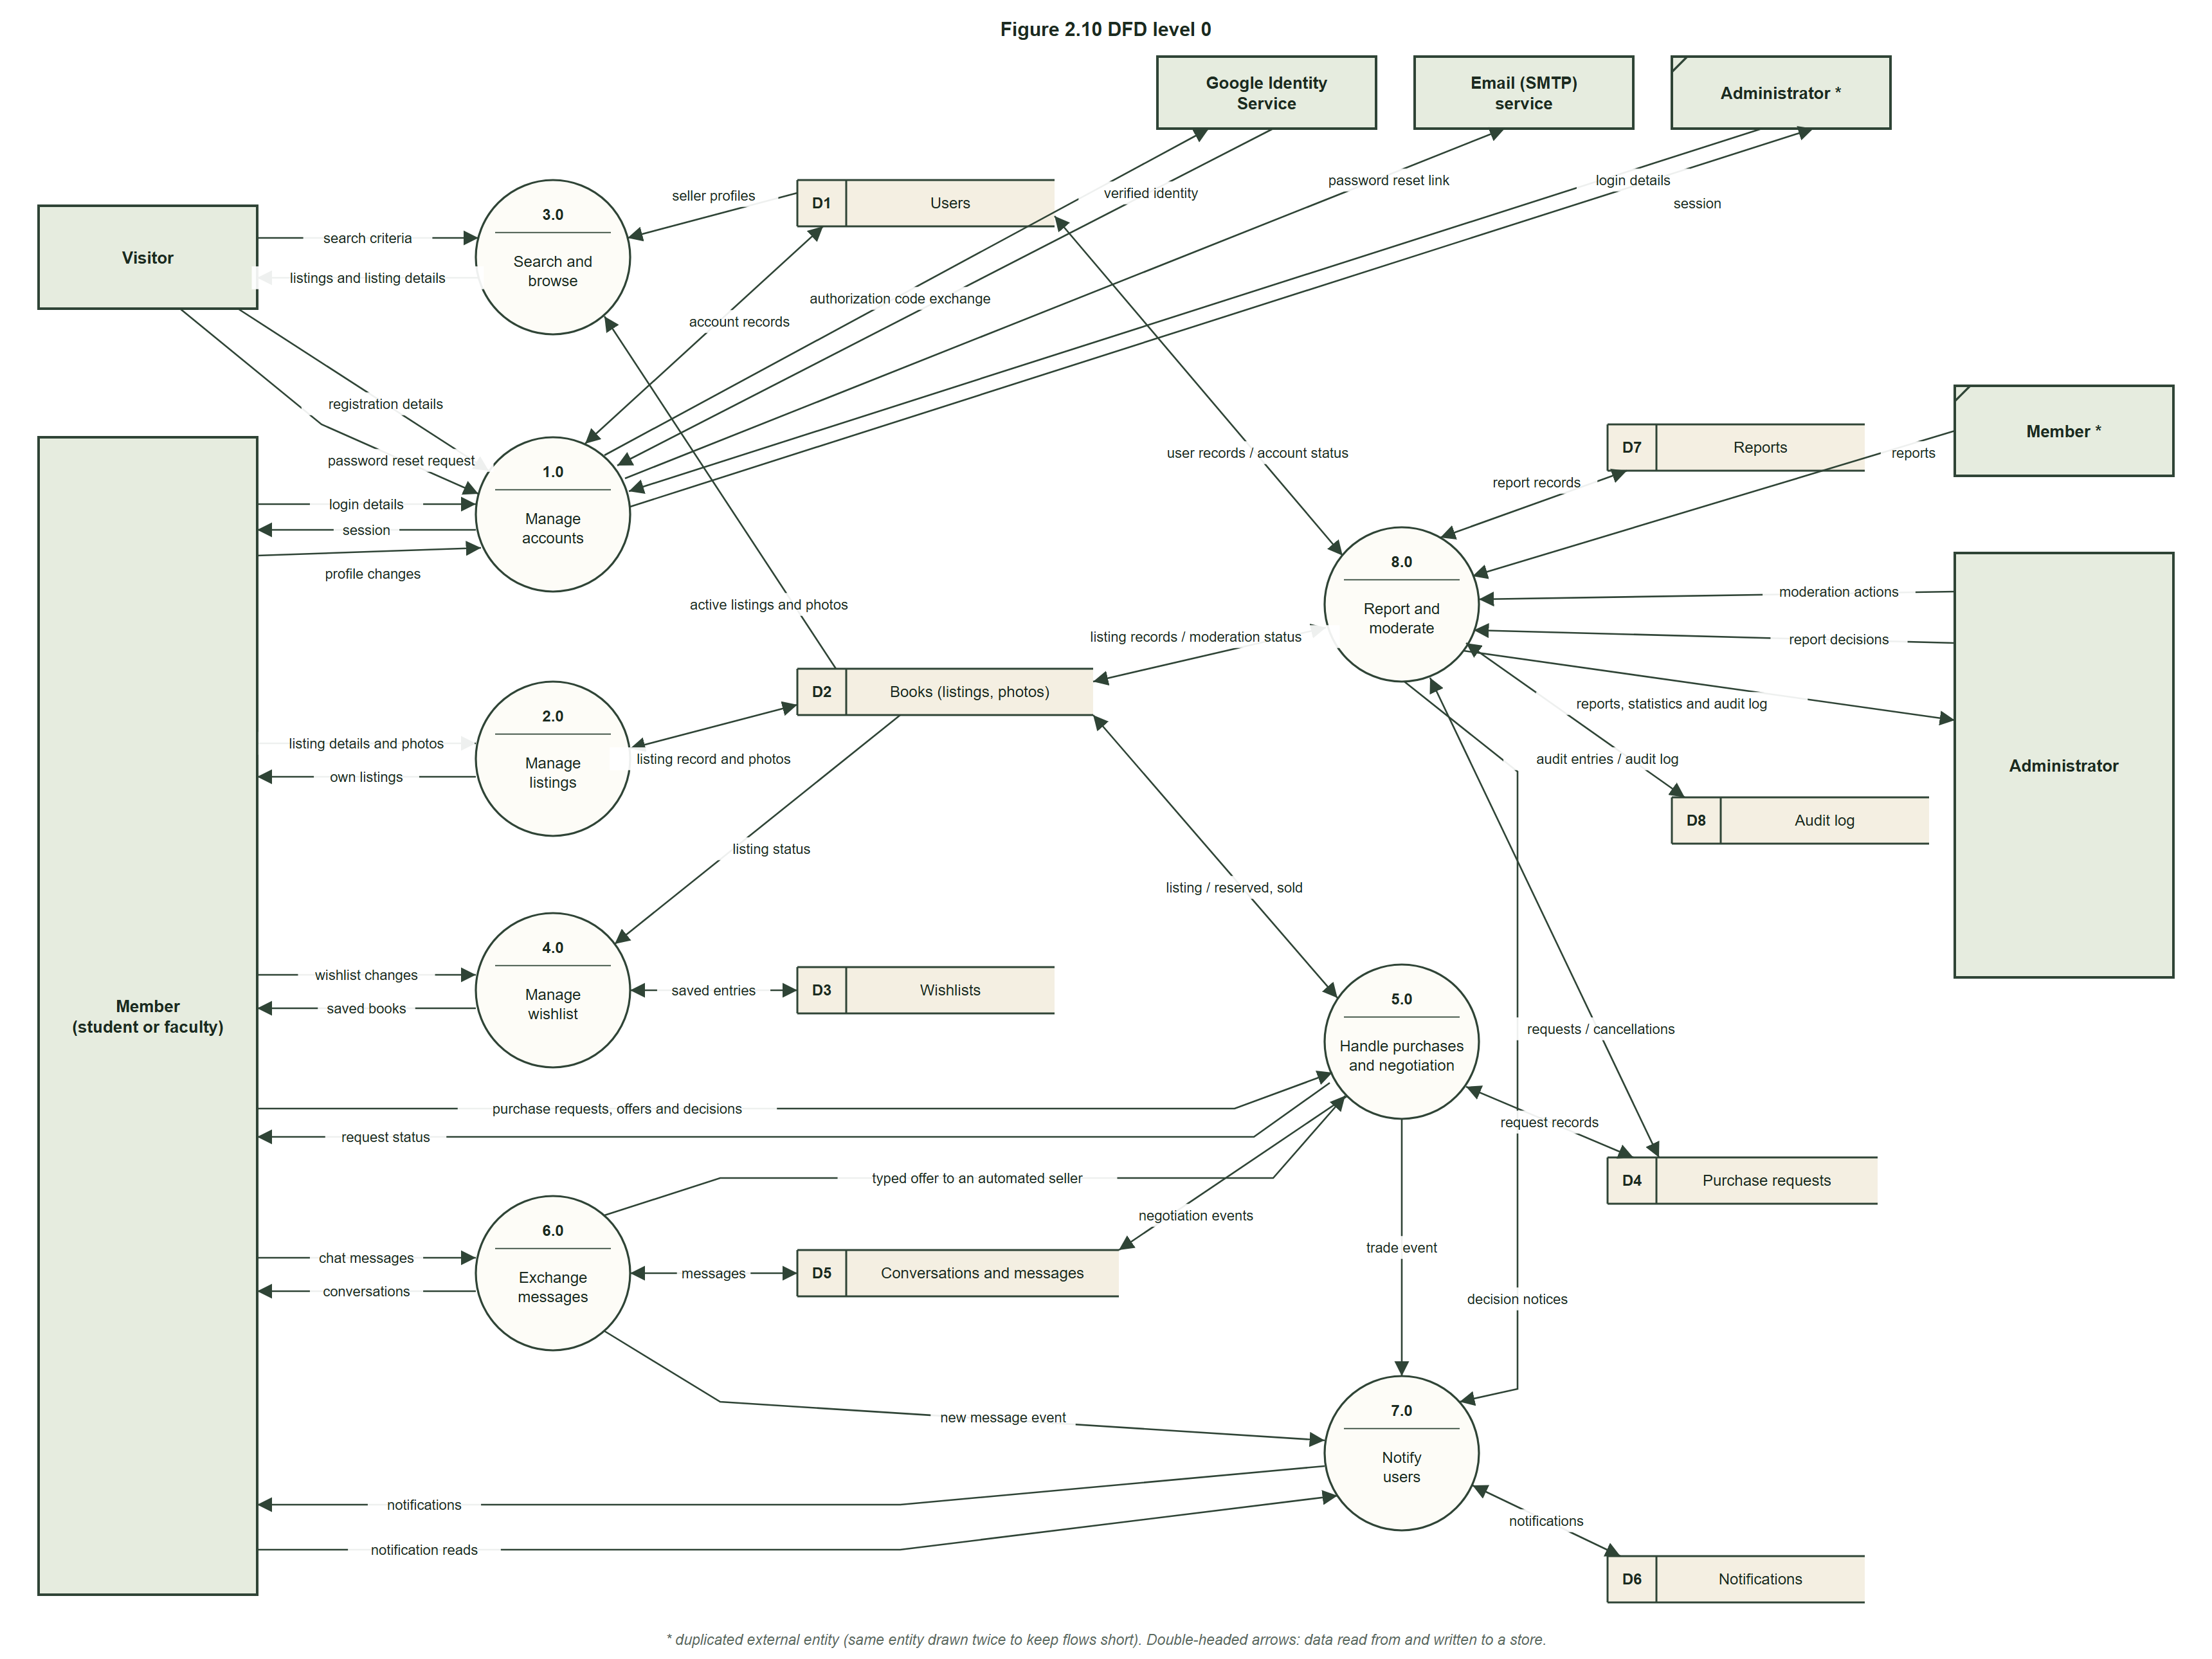 Figure 2.10 DFD level 0
Google Identity
Service
Email (SMTP)
service
Administrator *
verified identity
password reset link
login details
session
Visitor
search criteria
listings and listing details
3.0
Search and
browse
seller profiles
D1
Users
authorization code exchange
account records
registration details
password reset request
login details
session
profile changes
1.0
Manage
accounts
user records / account status
D7
Reports
Member *
reports
report records
8.0
Report and
moderate
moderation actions
report decisions
active listings and photos
listing records / moderation status
D2
Books (listings, photos)
2.0
Manage
listings
listing details and photos
own listings
listing record and photos
reports, statistics and audit log
audit entries / audit log
D8
Audit log
Administrator
listing status
listing / reserved, sold
4.0
Manage
wishlist
wishlist changes
saved books
saved entries
D3
Wishlists
Member
(student or faculty)
5.0
Handle purchases
and negotiation
requests / cancellations
purchase requests, offers and decisions
request status
request records
D4
Purchase requests
typed offer to an automated seller
negotiation events
6.0
Exchange
messages
chat messages
conversations
messages
D5
Conversations and messages
trade event
decision notices
new message event
7.0
Notify
users
notifications
notification reads
notifications
D6
Notifications
* duplicated external entity (same entity drawn twice to keep flows short). Double-headed arrows: data read from and written to a store.